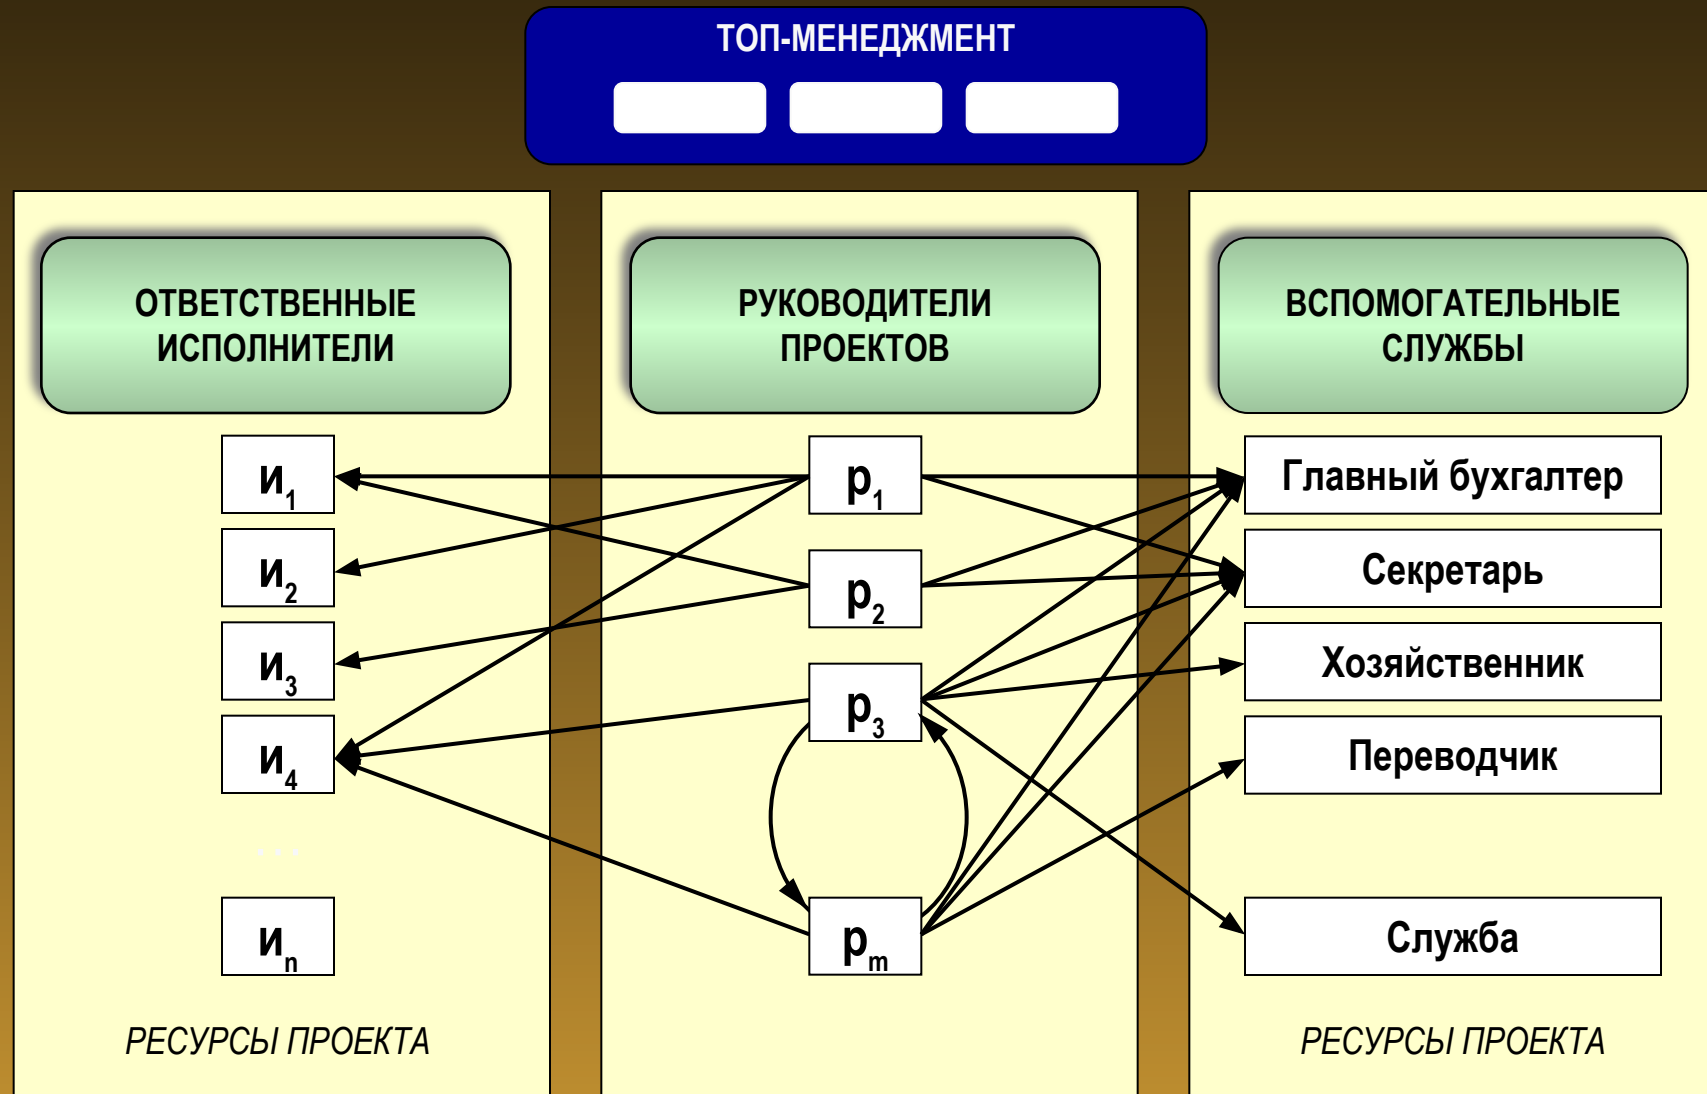 ТОП-МЕНЕДЖМЕНТ
ОТВЕТСТВЕННЫЕ
ИСПОЛНИТЕЛИ
и1
и2
и3
и4
...
иn
РЕСУРСЫ ПРОЕКТА
РУКОВОДИТЕЛИ
ПРОЕКТОВ
р1
р2
р3
рm
ВСПОМОГАТЕЛЬНЫЕ
СЛУЖБЫ
Главный бухгалтер
Секретарь
Хозяйственник
Переводчик
Служба
РЕСУРСЫ ПРОЕКТА